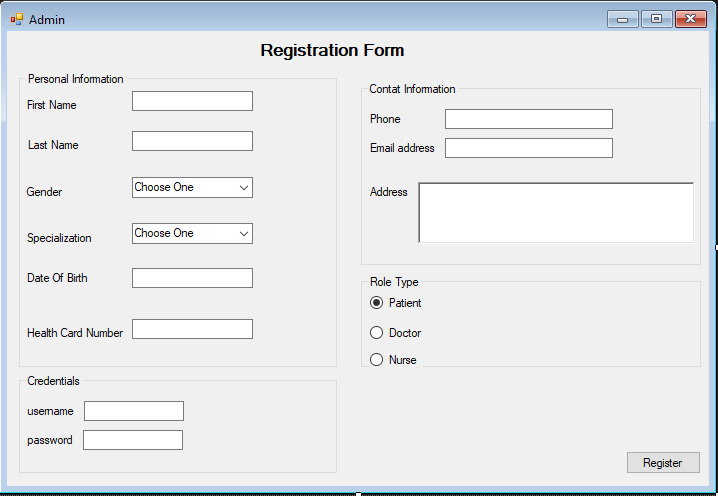 Admin
Registration Form
Personal Information
First Name
Last Name
Gender
Choose One
Specialization
Choose One
Date Of Birth
Health Card Number
Credentials
username
password
Contat Information
Phone
Email address
Address
Role Type
Patient
Doctor
Nurse
Register